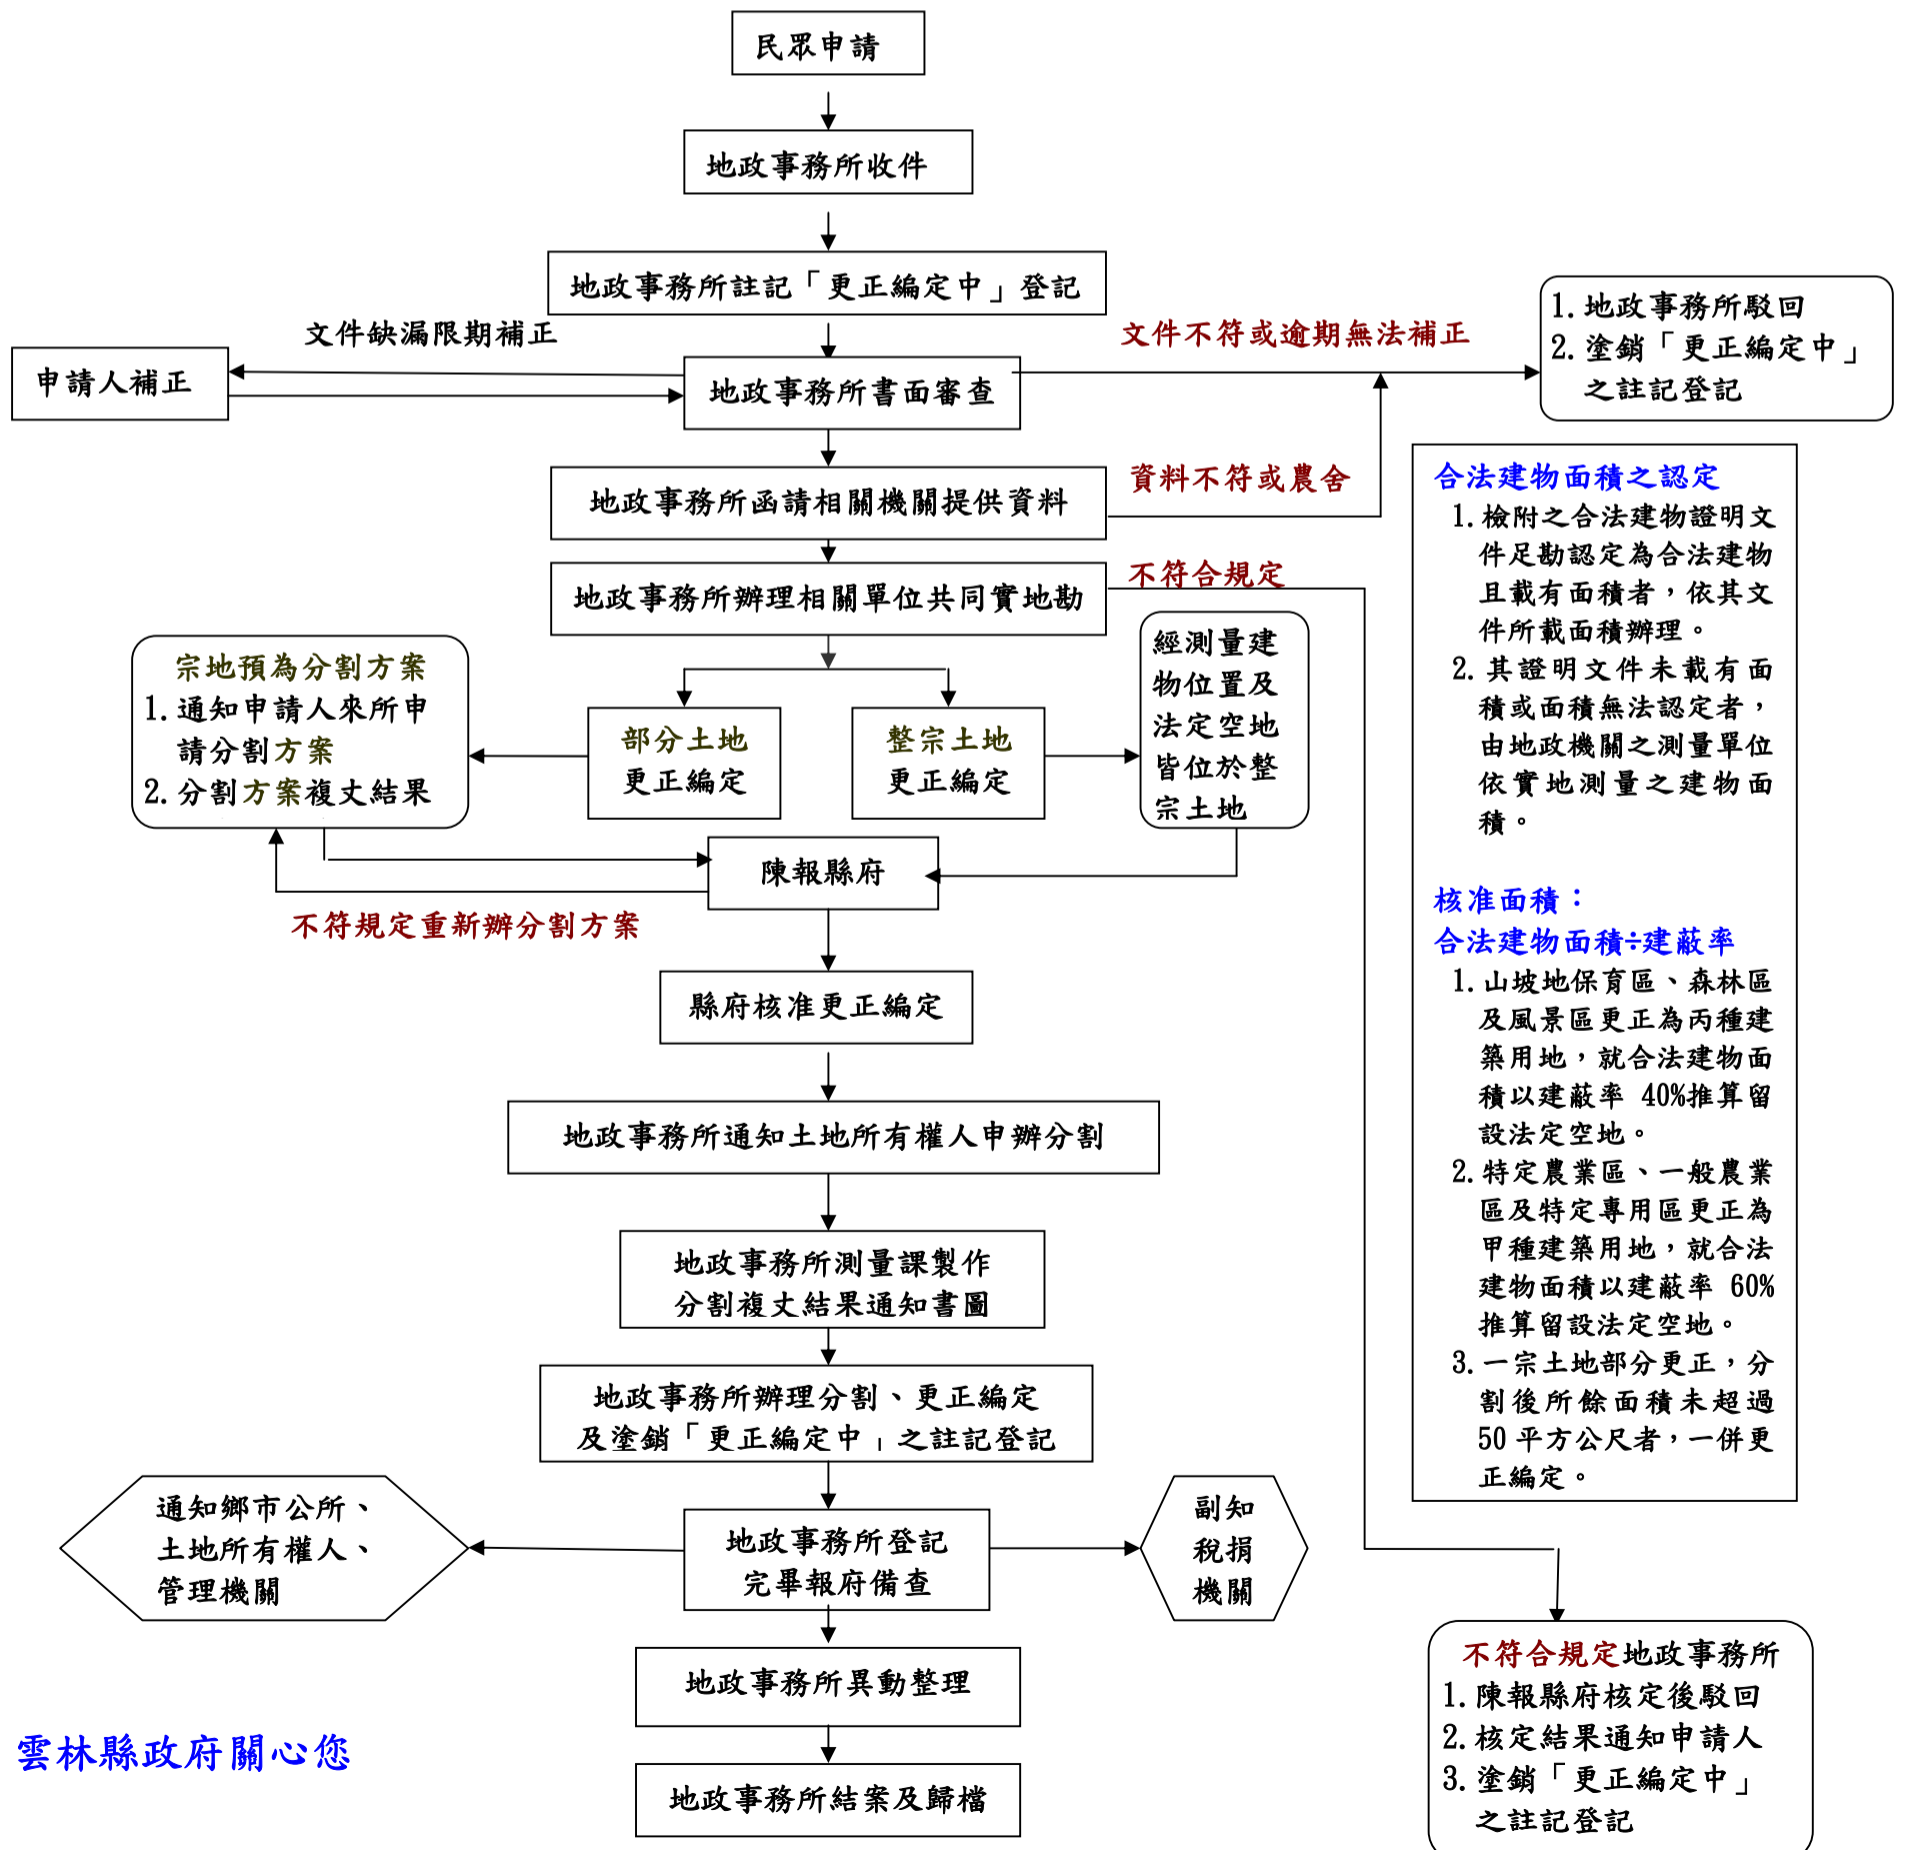 民眾申請
地政事務所收件
地政事務所註記「更正編定中」登記
文件缺漏限期補正
文件不符或逾期無法補正
1. 地政事務所駁回
2. 塗銷「更正編定中」
之註記登記
申請人補正
地政事務所書面審查
地政事務所函請相關機關提供資料
資料不符或農舍
地政事務所辦理相關單位共同實地勘
不符合規定
宗地預為分割方案
1. 通知申請人來所申
請分割方案
2. 分割方案複丈結果
部分土地
更正編定
整宗土地
更正編定
經測量建
物位置及
法定空地
皆位於整
宗土地
陳報縣府
不符規定重新辦分割方案
縣府核准更正編定
地政事務所通知土地所有權人申辦分割
地政事務所測量課製作
分割複丈結果通知書圖
地政事務所辦理分割、更正編定
及塗銷「更正編定中」之註記登記
通知鄉市公所、
土地所有權人、
管理機關
地政事務所登記
完畢報府備查
副知
稅捐
機關
地政事務所異動整理
地政事務所結案及歸檔
合法建物面積之認定
1. 檢附之合法建物證明文
件足勘認定為合法建物
且載有面積者，依其文
件所載面積辦理。
2. 其證明文件未載有面
積或面積無法認定者，
由地政機關之測量單位
依實地測量之建物面
積。
核准面積：
合法建物面積÷建蔽率
1. 山坡地保育區、森林區
及風景區更正為丙種建
築用地，就合法建物面
積以建蔽率 40%推算留
設法定空地。
2. 特定農業區、一般農業
區及特定專用區更正為
甲種建築用地，就合法
建物面積以建蔽率 60%
推算留設法定空地。
3. 一宗土地部分更正，分
割後所餘面積未超過
50 平方公尺者，一併更
正編定。
不符合規定地政事務所
1. 陳報縣府核定後駁回
2. 核定結果通知申請人
3. 塗銷「更正編定中」
之註記登記
雲林縣政府關心您